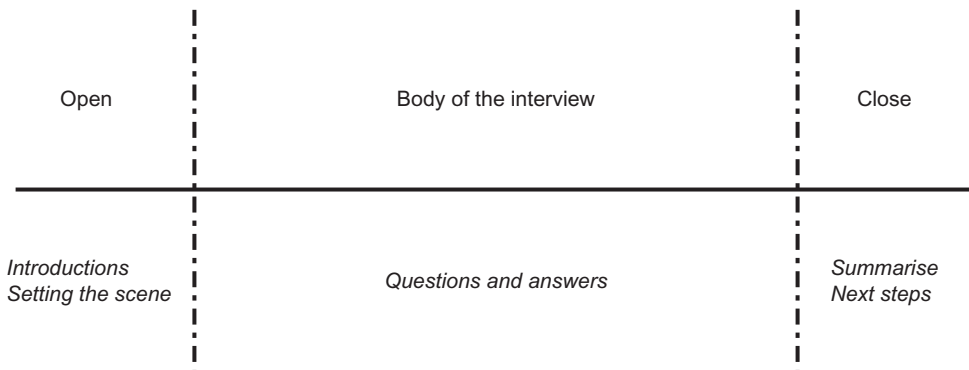 Open
Body of the interview
Close
Introductions
Setting the scene
Questions and answers
Summarise
Next steps